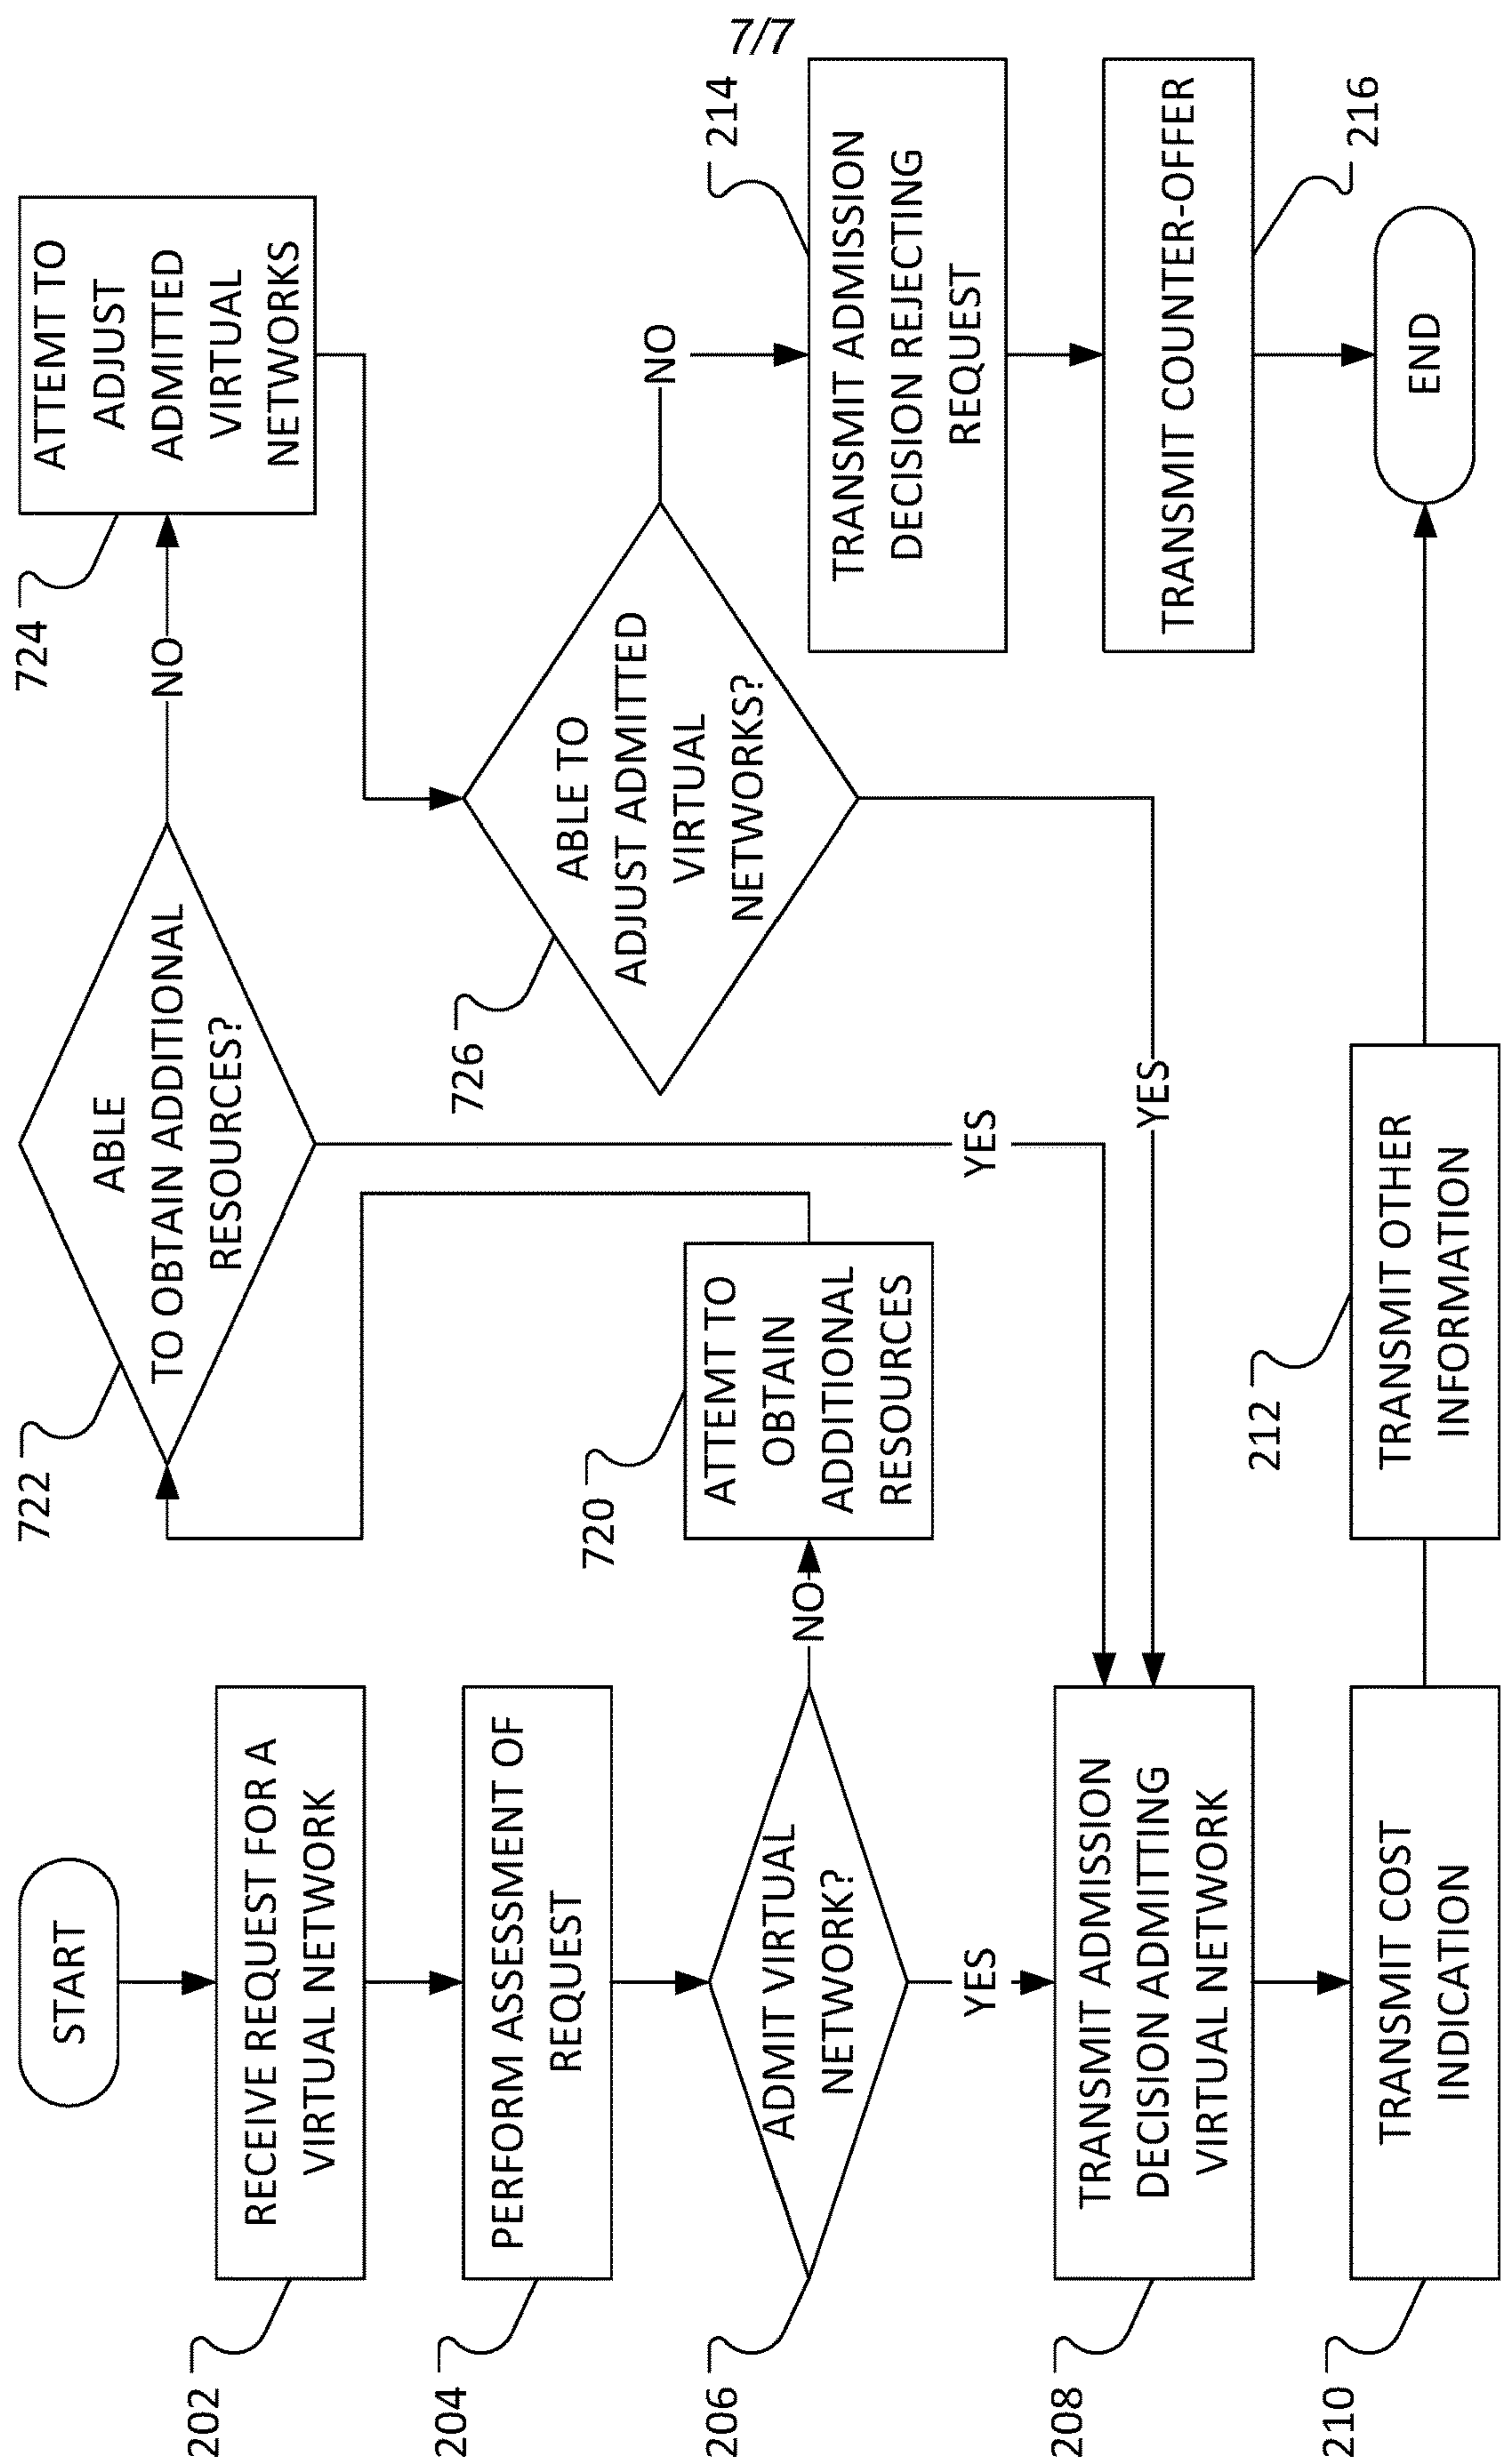 7/7
START
202
RECEIVE REQUEST FOR A
VIRTUAL NETWORK
204
PERFORM ASSESSMENT OF
REQUEST
206
ADMIT VIRTUAL
NETWORK?
NO
YES
208
TRANSMIT ADMISSION
DECISION ADMITTING
VIRTUAL NETWORK
210
TRANSMIT COST
INDICATION
720
ATTEMT TO
OBTAIN
ADDITIONAL
RESOURCES
722
ABLE
TO OBTAIN ADDITIONAL
RESOURCES?
NO
YES
724
ATTEMT TO
ADJUST
ADMITTED
VIRTUAL
NETWORKS
726
ABLE TO
ADJUST ADMITTED
VIRTUAL
NETWORKS?
NO
YES
214
TRANSMIT ADMISSION
DECISION REJECTING
REQUEST
TRANSMIT COUNTER-OFFER
216
212
TRANSMIT OTHER
INFORMATION
END